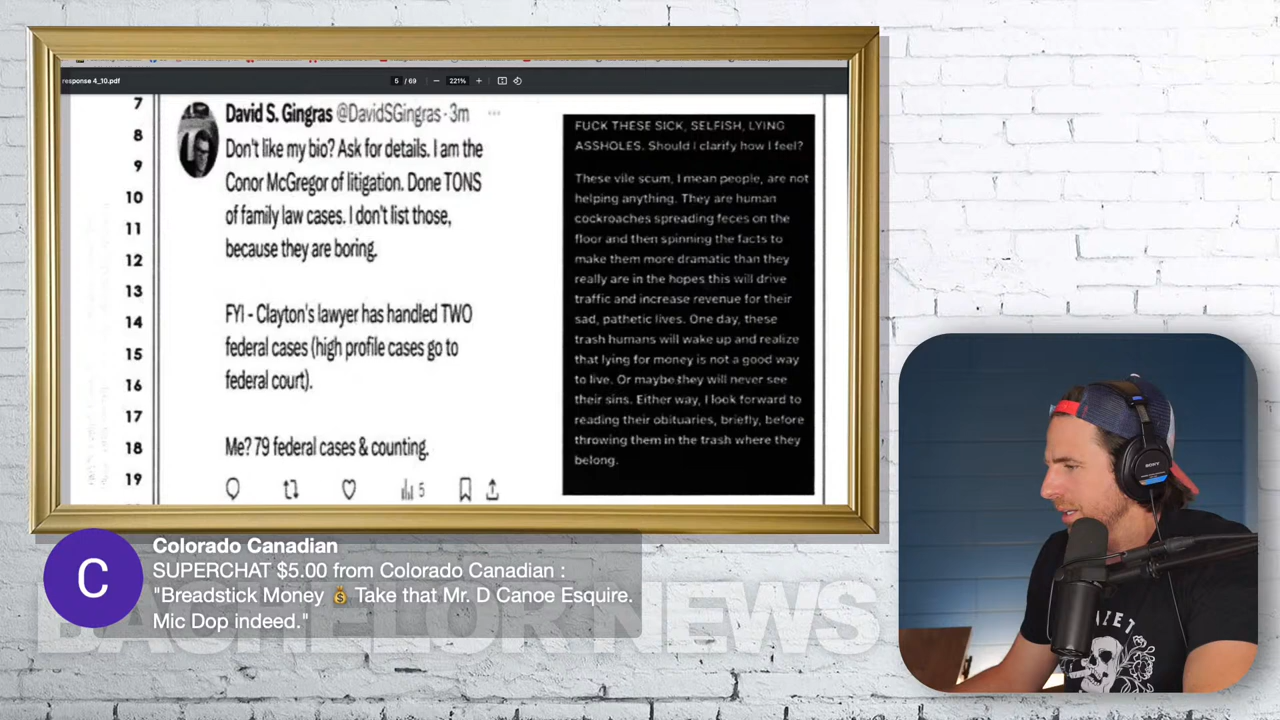 response 4_10.pdf
5 / 69
221%
7
8
9
10
11
12
13
14
15
16
17
18
19
David S. Gingras @DavidSGingras · 3m
Don't like my bio? Ask for details. I am the
Conor McGregor of litigation. Done TONS
of family law cases. I don't list those,
because they are boring.
FYI - Clayton's lawyer has handled TWO
federal cases (high profile cases go to
federal court).
Me? 79 federal cases & counting.
5
FUCK THESE SICK, SELFISH, LYING
ASSHOLES. Should I clarify how I feel?
These vile scum, I mean people, are not
helping anything. They are human
cockroaches spreading feces on the
floor and then spinning the facts to
make them more dramatic than they
really are in the hopes this will drive
traffic and increase revenue for their
sad, pathetic lives. One day, these
trash humans will wake up and realize
that lying for money is not a good way
to live. Or maybe they will never see
their sins. Either way, I look forward to
reading their obituaries, briefly, before
throwing them in the trash where they
belong.
C
Colorado Canadian
SUPERCHAT $5.00 from Colorado Canadian :
"Breadstick Money 💰 Take that Mr. D Canoe Esquire.
Mic Dop indeed."
BACHELOR NEWS
SONY